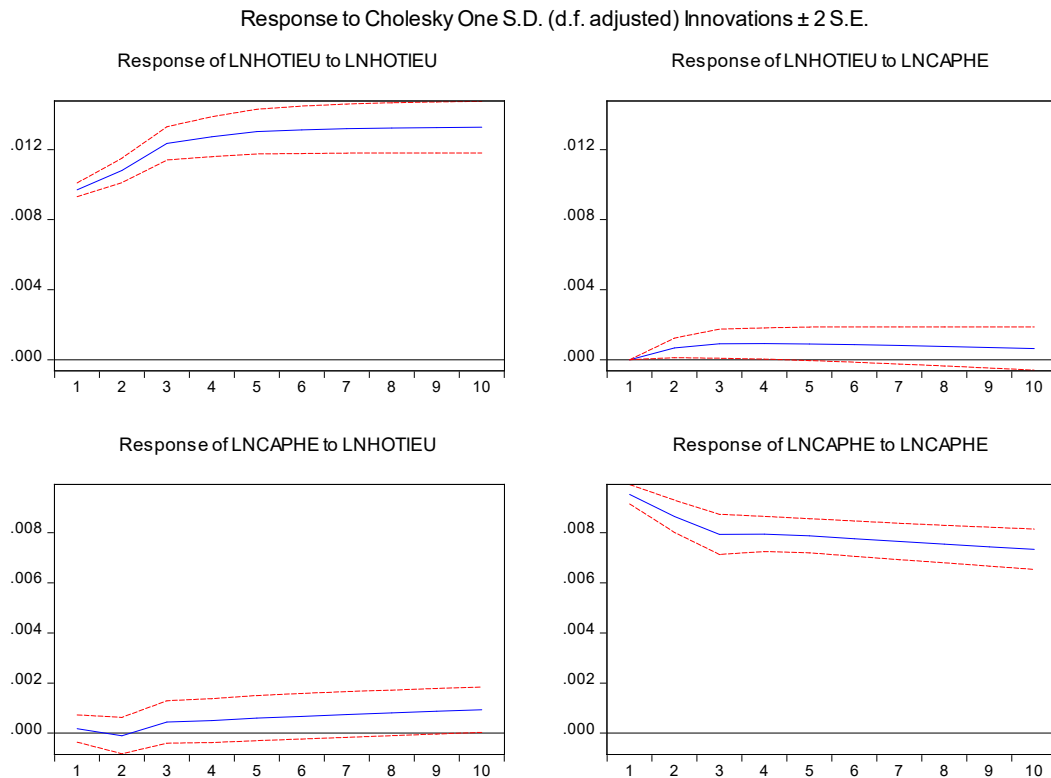 Response to Cholesky One S.D. (d.f. adjusted) Innovations ± 2 S.E.
Response of LNHOTIEU to LNHOTIEU
.012
.008
.004
.000
1 2 3 4 5 6 7 8 9 10
Response of LNHOTIEU to LNCAPHE
.012
.008
.004
.000
1 2 3 4 5 6 7 8 9 10
Response of LNCAPHE to LNHOTIEU
.008
.006
.004
.002
.000
1 2 3 4 5 6 7 8 9 10
Response of LNCAPHE to LNCAPHE
.008
.006
.004
.002
.000
1 2 3 4 5 6 7 8 9 10